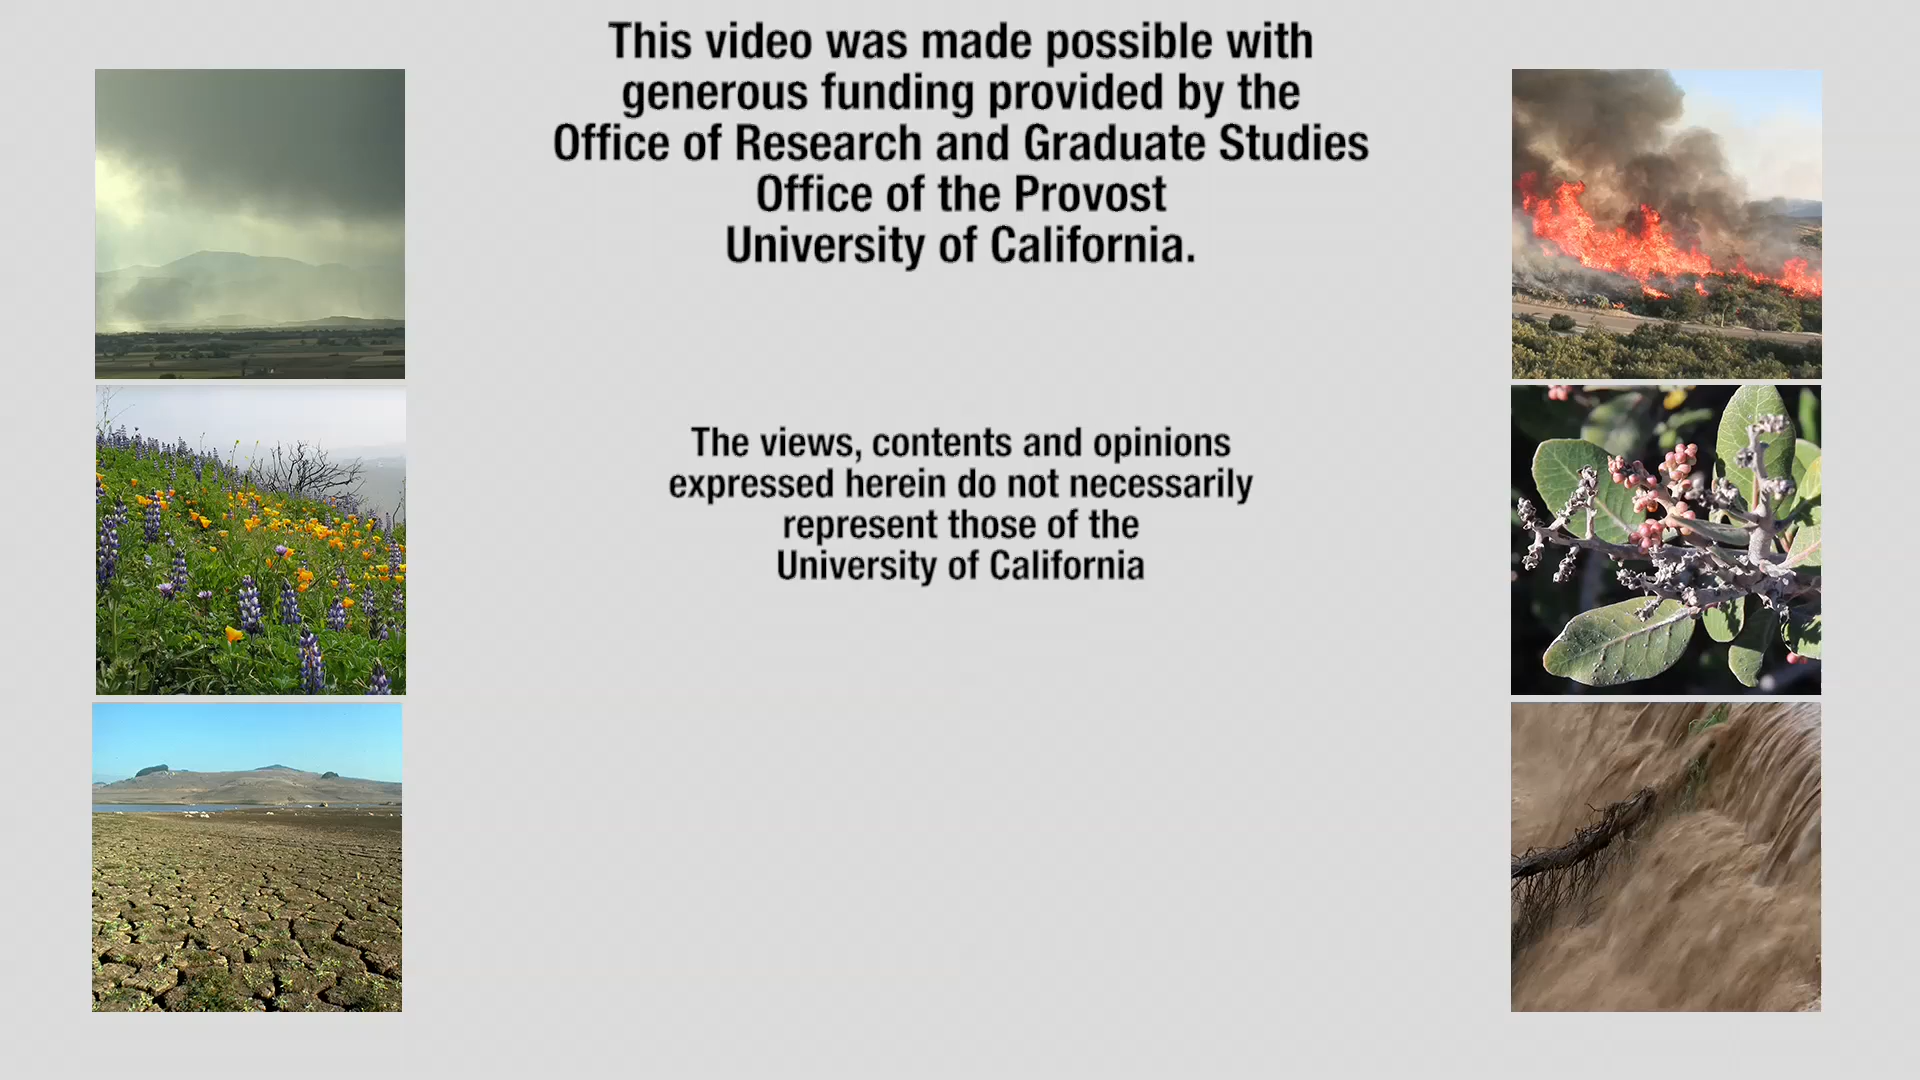 This video was made possible with
generous funding provided by the
Office of Research and Graduate Studies
Office of the Provost
University of California.
The views, contents and opinions
expressed herein do not necessarily
represent those of the
University of California